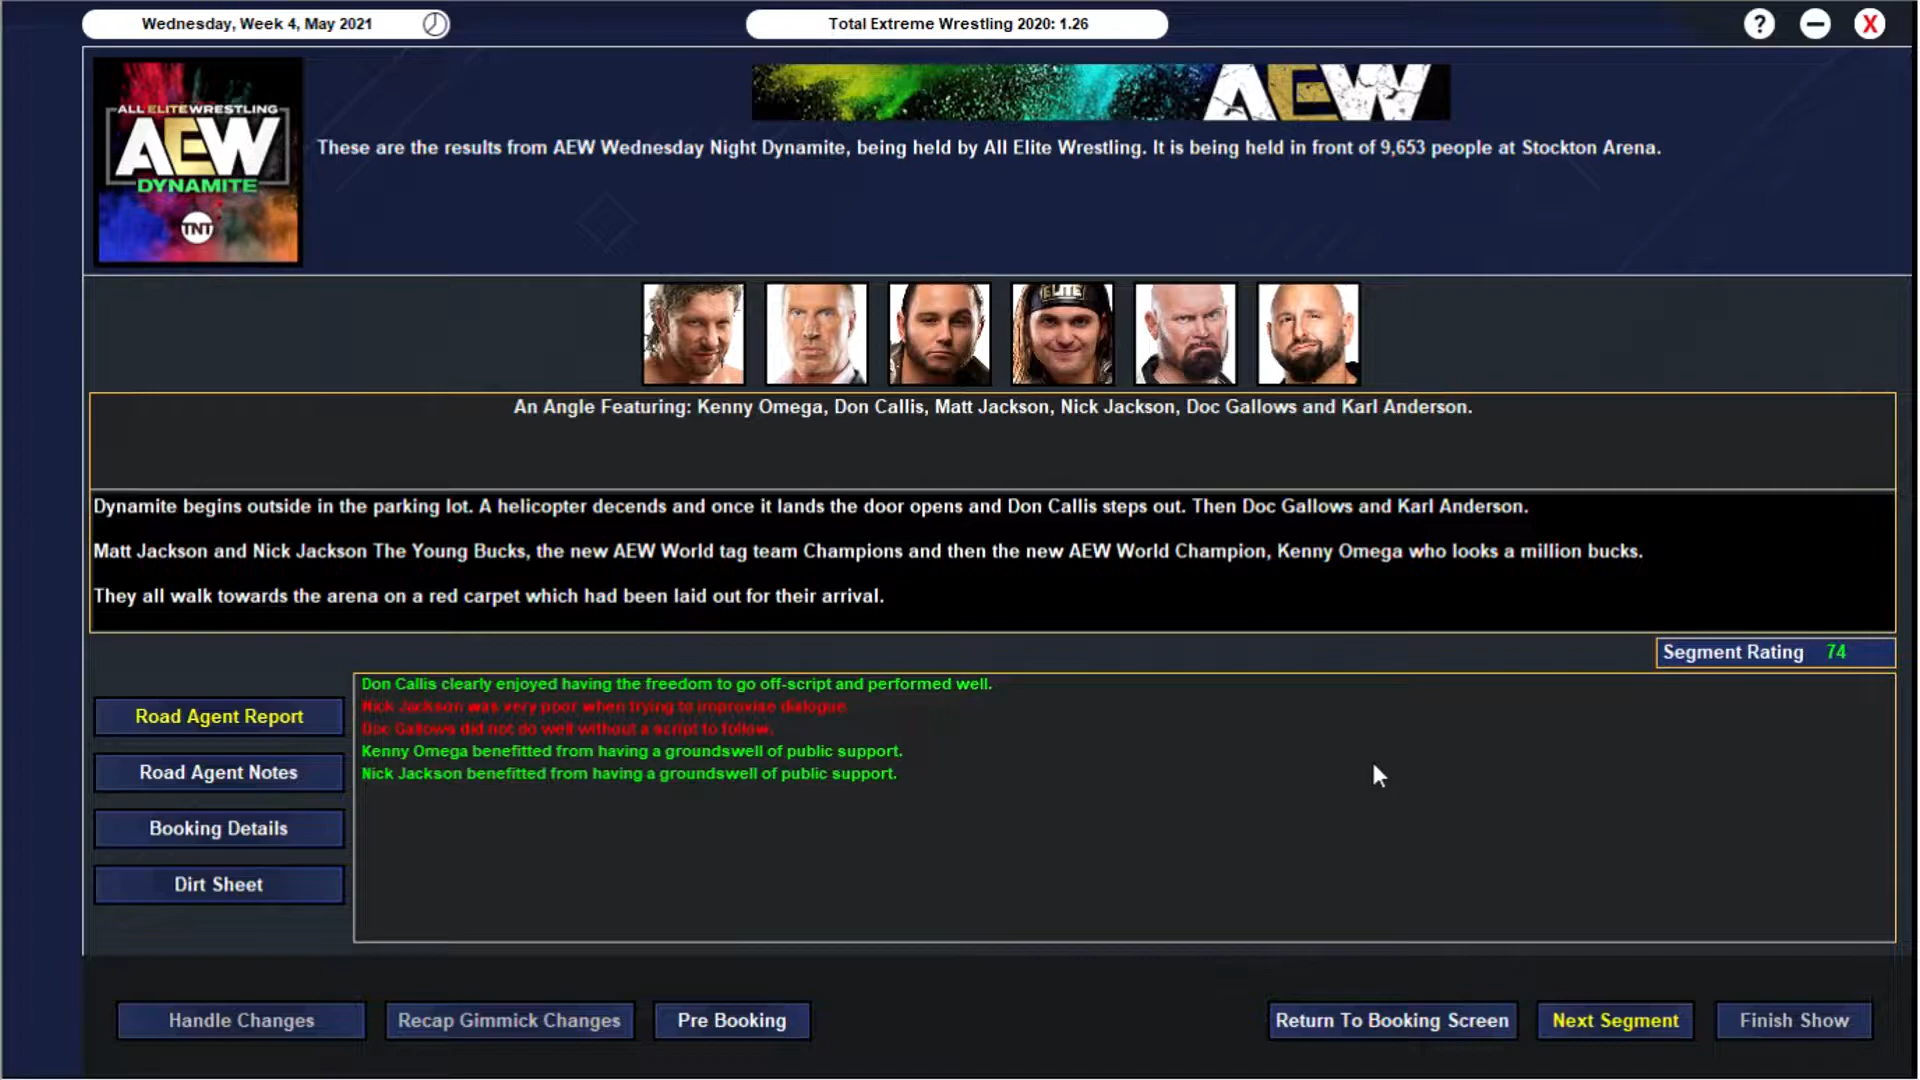 Wednesday, Week 4, May 2021
Total Extreme Wrestling 2020: 1.26
?
X
ALL ELITE WRESTLING
AEW
DYNAMITE
TNT
AEW
These are the results from AEW Wednesday Night Dynamite, being held by All Elite Wrestling. It is being held in front of 9,653 people at Stockton Arena.
ELITE
An Angle Featuring: Kenny Omega, Don Callis, Matt Jackson, Nick Jackson, Doc Gallows and Karl Anderson.
Dynamite begins outside in the parking lot. A helicopter decends and once it lands the door opens and Don Callis steps out. Then Doc Gallows and Karl Anderson.
Matt Jackson and Nick Jackson The Young Bucks, the new AEW World tag team Champions and then the new AEW World Champion, Kenny Omega who looks a million bucks.
They all walk towards the arena on a red carpet which had been laid out for their arrival.
Segment Rating 74
Don Callis clearly enjoyed having the freedom to go off-script and performed well.
Nick Jackson was very poor when trying to improvise dialogue.
Doc Gallows did not do well without a script to follow.
Kenny Omega benefitted from having a groundswell of public support.
Nick Jackson benefitted from having a groundswell of public support.
Road Agent Report
Road Agent Notes
Booking Details
Dirt Sheet
Handle Changes
Recap Gimmick Changes
Pre Booking
Return To Booking Screen
Next Segment
Finish Show